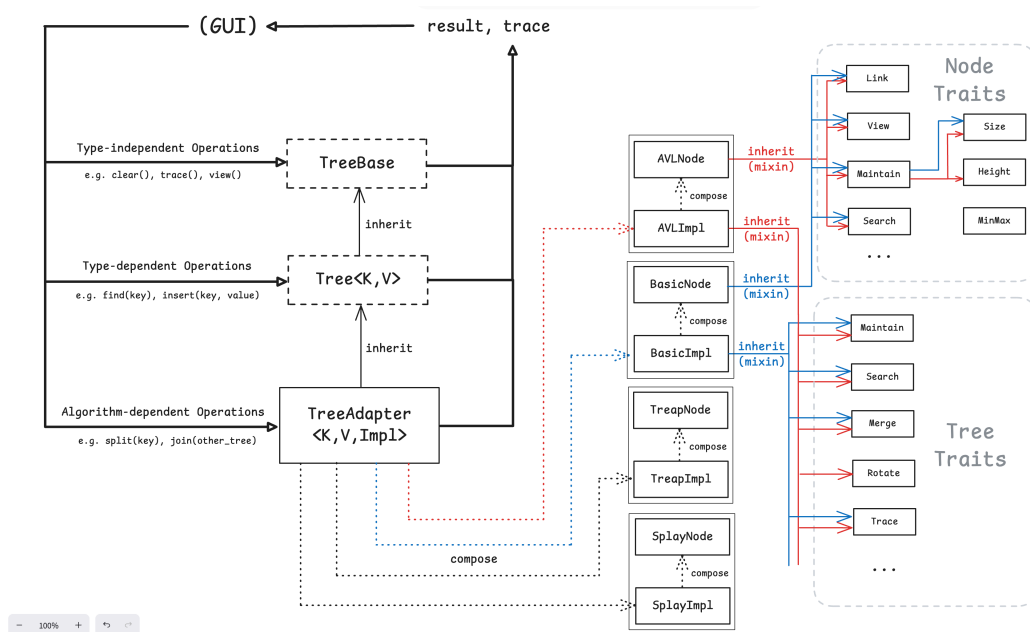 (GUI)
result, trace
Type-independent Operations
e.g. clear(), trace(), view()
TreeBase
inherit
Type-dependent Operations
e.g. find(key), insert(key, value)
Tree<K,V>
inherit
Algorithm-dependent Operations
e.g. split(key), join(other_tree)
TreeAdapter
<K,V,Impl>
compose
AVLNode
compose
AVLImpl
inherit
(mixin)
inherit
(mixin)
BasicNode
compose
BasicImpl
inherit
(mixin)
inherit
(mixin)
TreapNode
compose
TreapImpl
SplayNode
compose
SplayImpl
Node
Traits
Link
View
Maintain
Search
...
Size
Height
MinMax
Tree
Traits
Maintain
Search
Merge
Rotate
Trace
...
− 100% +